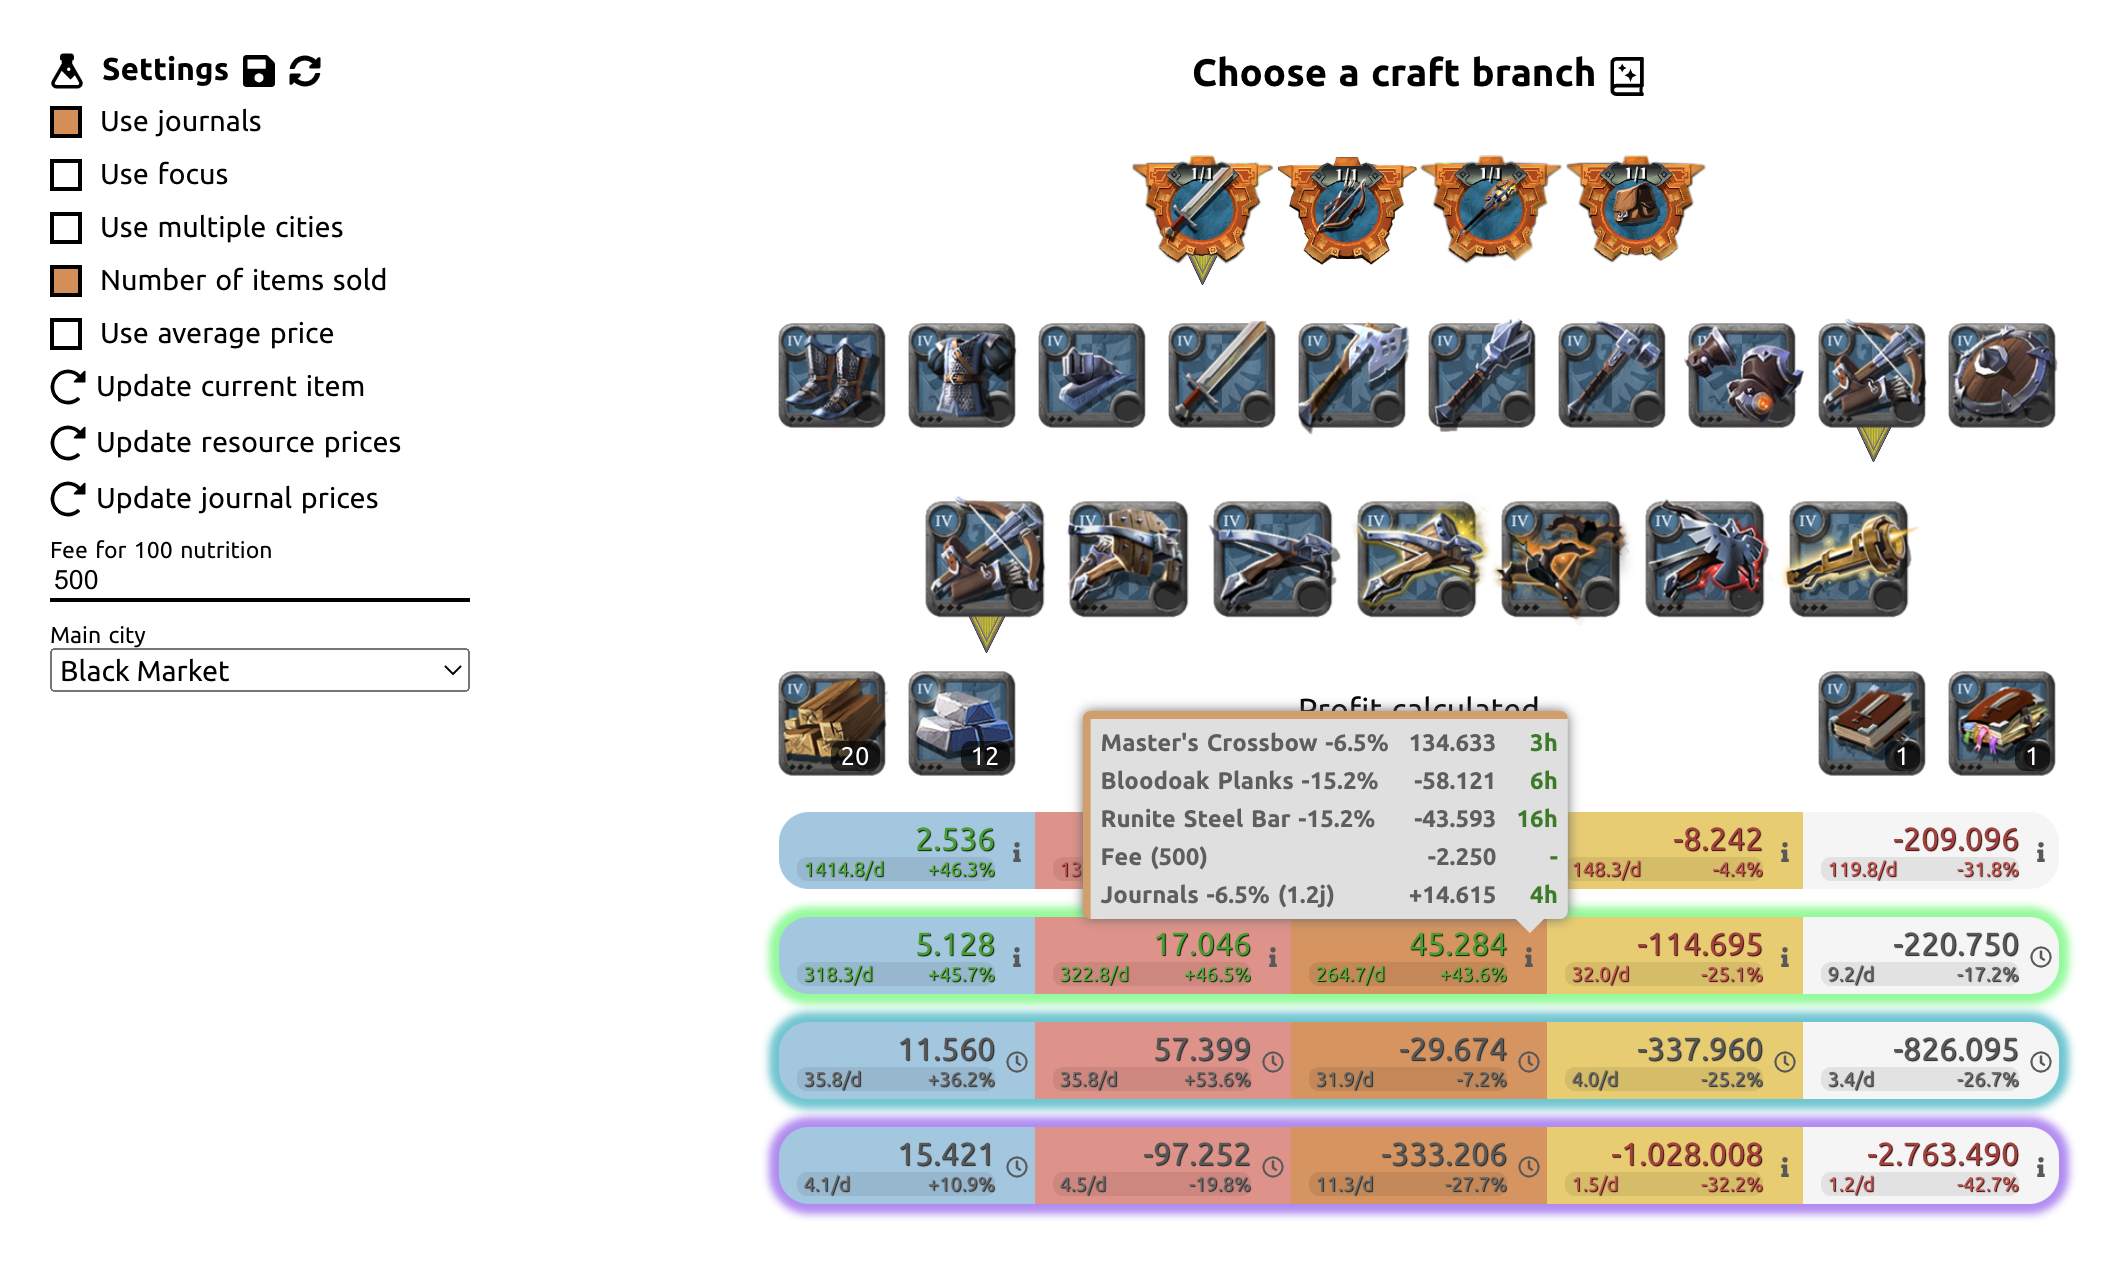 Settings
Use journals
Use focus
Use multiple cities
Number of items sold
Use average price
Update current item
Update resource prices
Update journal prices
Fee for 100 nutrition
500
Main city
Black Market
Choose a craft branch
1/1 1/1 1/1 1/1
IV IV IV IV IV IV IV IV IV IV
IV IV IV IV IV IV IV
IV 20 IV 12 IV 1 IV 1
Profit calculated
Master's Crossbow -6.5% 134.633 3h
Bloodoak Planks -15.2% -58.121 6h
Runite Steel Bar -15.2% -43.593 16h
Fee (500) -2.250 -
Journals -6.5% (1.2j) +14.615 4h
2.536 -8.242 -209.096
1414.8/d +46.3% 13 148.3/d -4.4% 119.8/d -31.8%
5.128 17.046 45.284 -114.695 -220.750
318.3/d +45.7% 322.8/d +46.5% 264.7/d +43.6% 32.0/d -25.1% 9.2/d -17.2%
11.560 57.399 -29.674 -337.960 -826.095
35.8/d +36.2% 35.8/d +53.6% 31.9/d -7.2% 4.0/d -25.2% 3.4/d -26.7%
15.421 -97.252 -333.206 -1.028.008 -2.763.490
4.1/d +10.9% 4.5/d -19.8% 11.3/d -27.7% 1.5/d -32.2% 1.2/d -42.7%